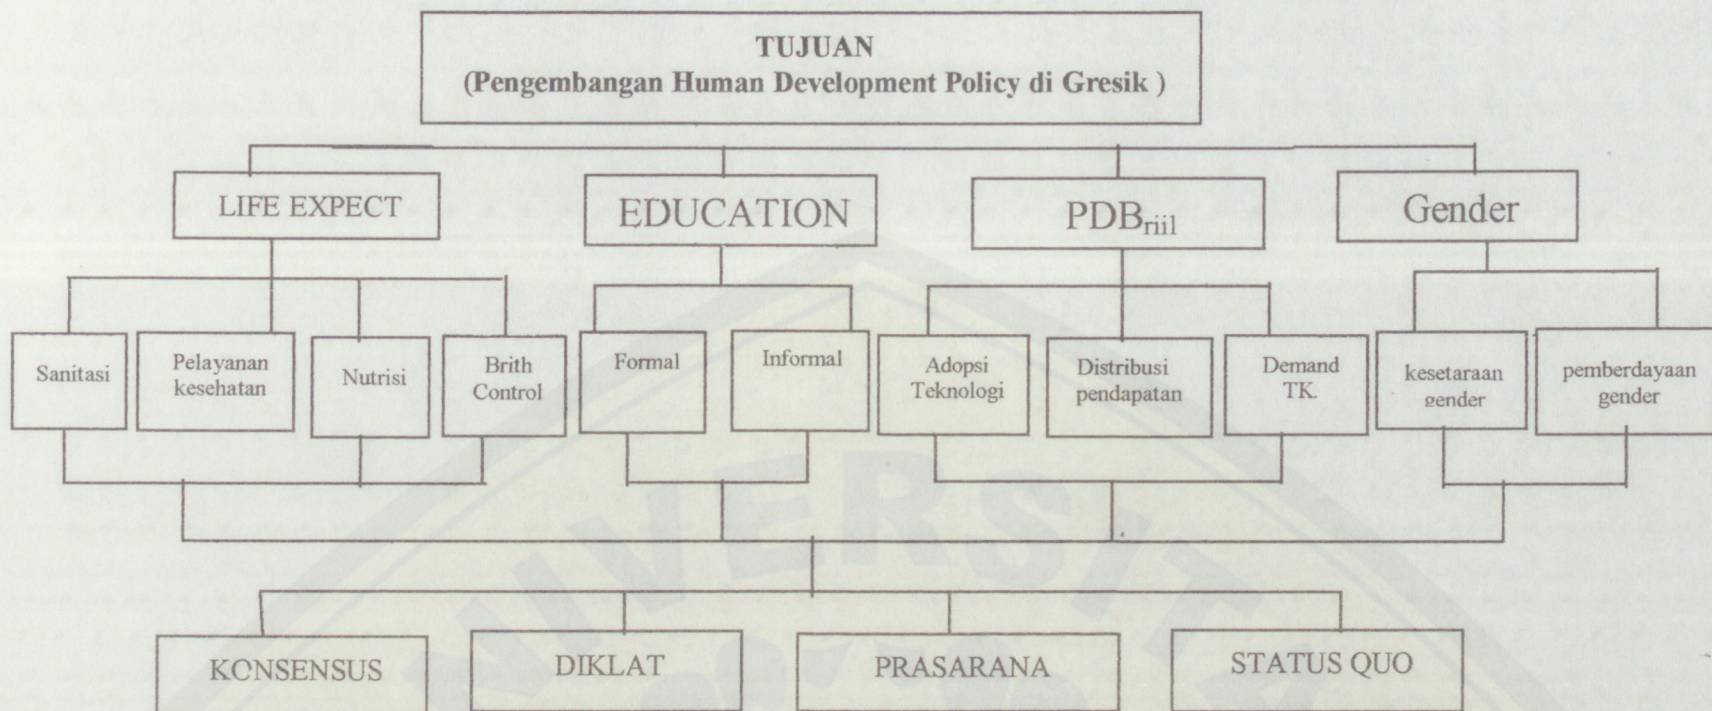 TUJUAN
(Pengembangan Human Development Policy di Gresik )
LIFE EXPECT
EDUCATION
PDBriil
Gender
Sanitasi
Pelayanan
kesehatan
Nutrisi
Brith
Control
Formal
Informal
Adopsi
Teknologi
Distribusi
pendapatan
Demand
TK.
kesetaraan
gender
pemberdayaan
gender
NIVERSITA
KONSENSUS
DIKLAT
PRASARANA
STATUS QUO